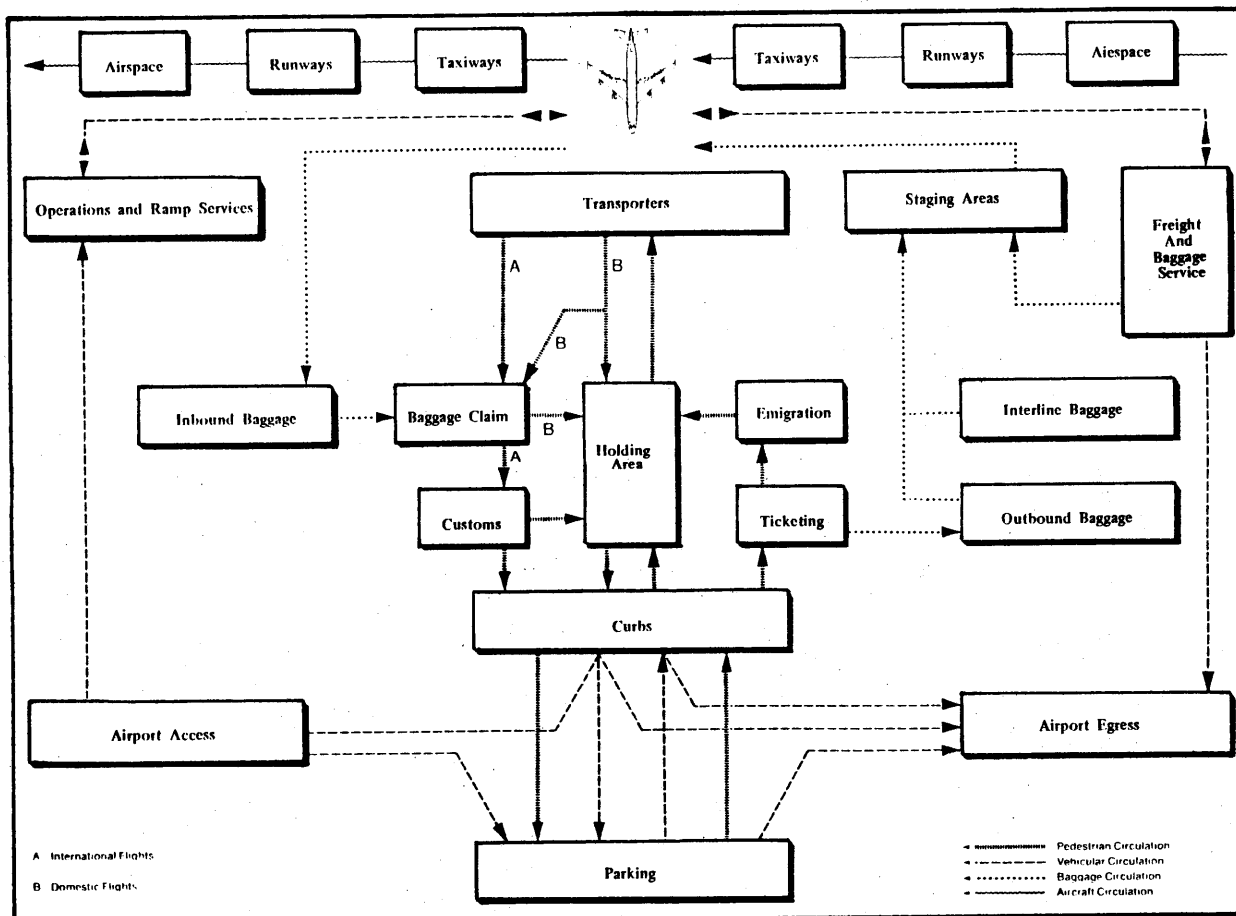 Airspace
Runways
Taxiways
Taxiways
Runways
Aiespace
Operations and Ramp Services
Transporters
Staging Areas
Freight
And
Baggage
Service
A
B
B
Inbound Baggage
Baggage Claim
B
Holding
Area
Emigration
Interline Baggage
A
Customs
Ticketing
Outbound Baggage
Curbs
Airport Access
Airport Egress
Parking
A International Flights
B Domestic Flights
Pedestrian Circulation
Vehicular Circulation
Baggage Circulation
Aircraft Circulation